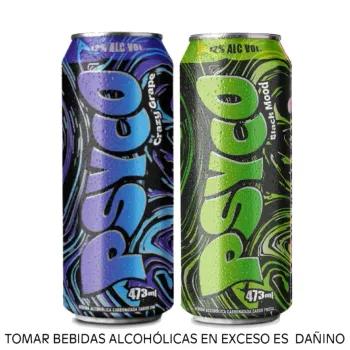 12% ALC VOL.
PSYCO
Crazy Grape
473ml
12% ALC VOL.
PSYCO
Black Mood
473ml
TOMAR BEBIDAS ALCOHÓLICAS EN EXCESO ES DAÑINO